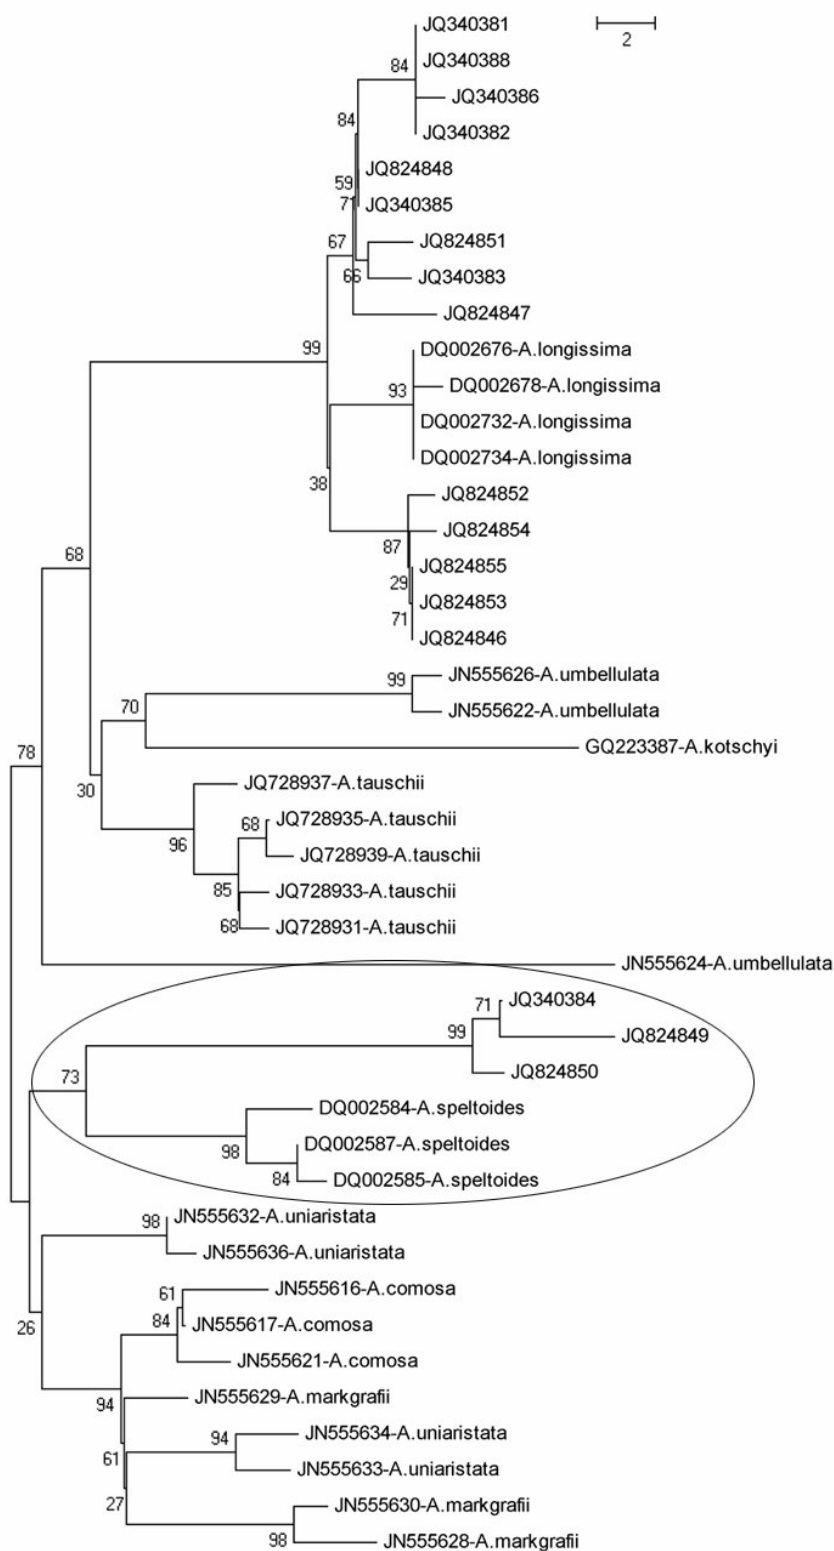 JQ340381
2
JQ340388
84
JQ340386
JQ340382
84
JQ824848
59
71
JQ340385
67
JQ824851
66
JQ340383
JQ824847
99
DQ002676-A.longissima
DQ002678-A.longissima
93
DQ002732-A.longissima
DQ002734-A.longissima
38
JQ824852
JQ824854
87
JQ824855
29
JQ824853
71
JQ824846
68
99
JN555626-A.umbellulata
JN555622-A.umbellulata
70
GQ223387-A.kotschyi
78
30
JQ728937-A.tauschii
68
JQ728935-A.tauschii
96
JQ728939-A.tauschii
85
JQ728933-A.tauschii
68
JQ728931-A.tauschii
JN555624-A.umbellulata
71
JQ340384
99
JQ824849
JQ824850
73
DQ002584-A.speltoides
98
DQ002587-A.speltoides
84
DQ002585-A.speltoides
98
JN555632-A.uniaristata
JN555636-A.uniaristata
61
JN555616-A.comosa
84
JN555617-A.comosa
26
JN555621-A.comosa
94
JN555629-A.markgrafii
94
JN555634-A.uniaristata
61
JN555633-A.uniaristata
27
JN555630-A.markgrafii
98
JN555628-A.markgrafii